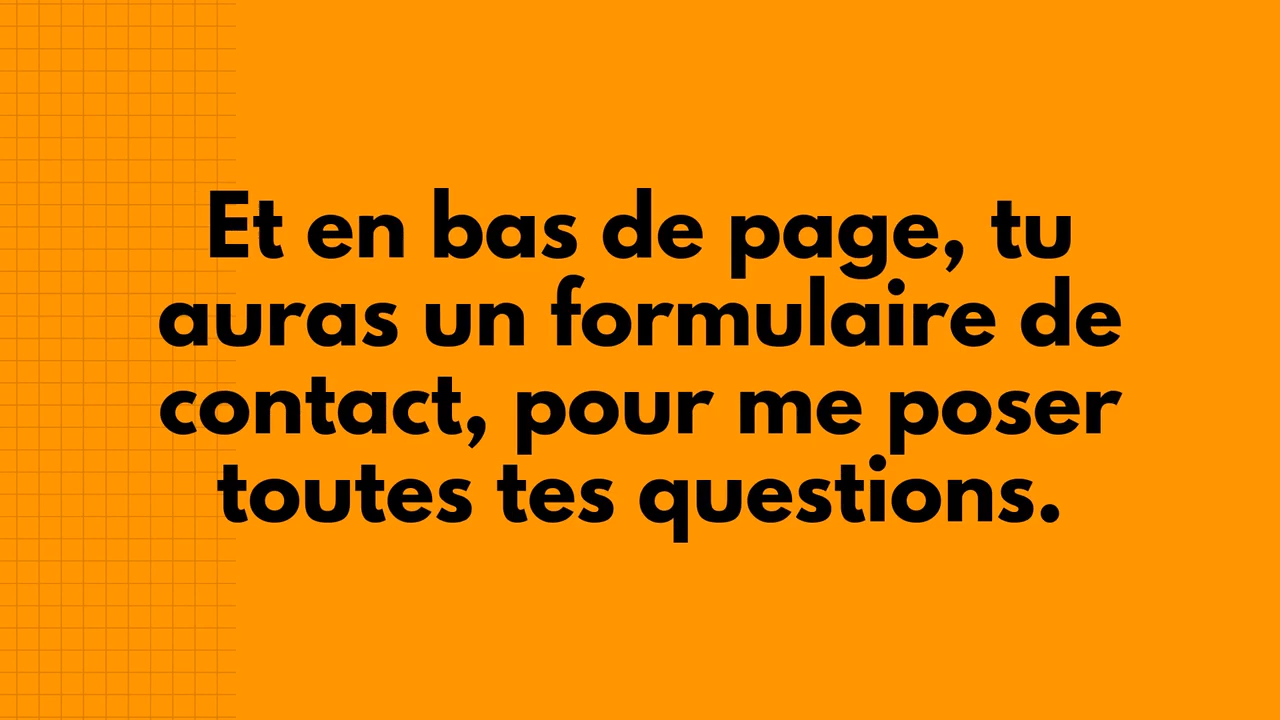 Et en bas de page, tu
auras un formulaire de
contact, pour me poser
toutes tes questions.